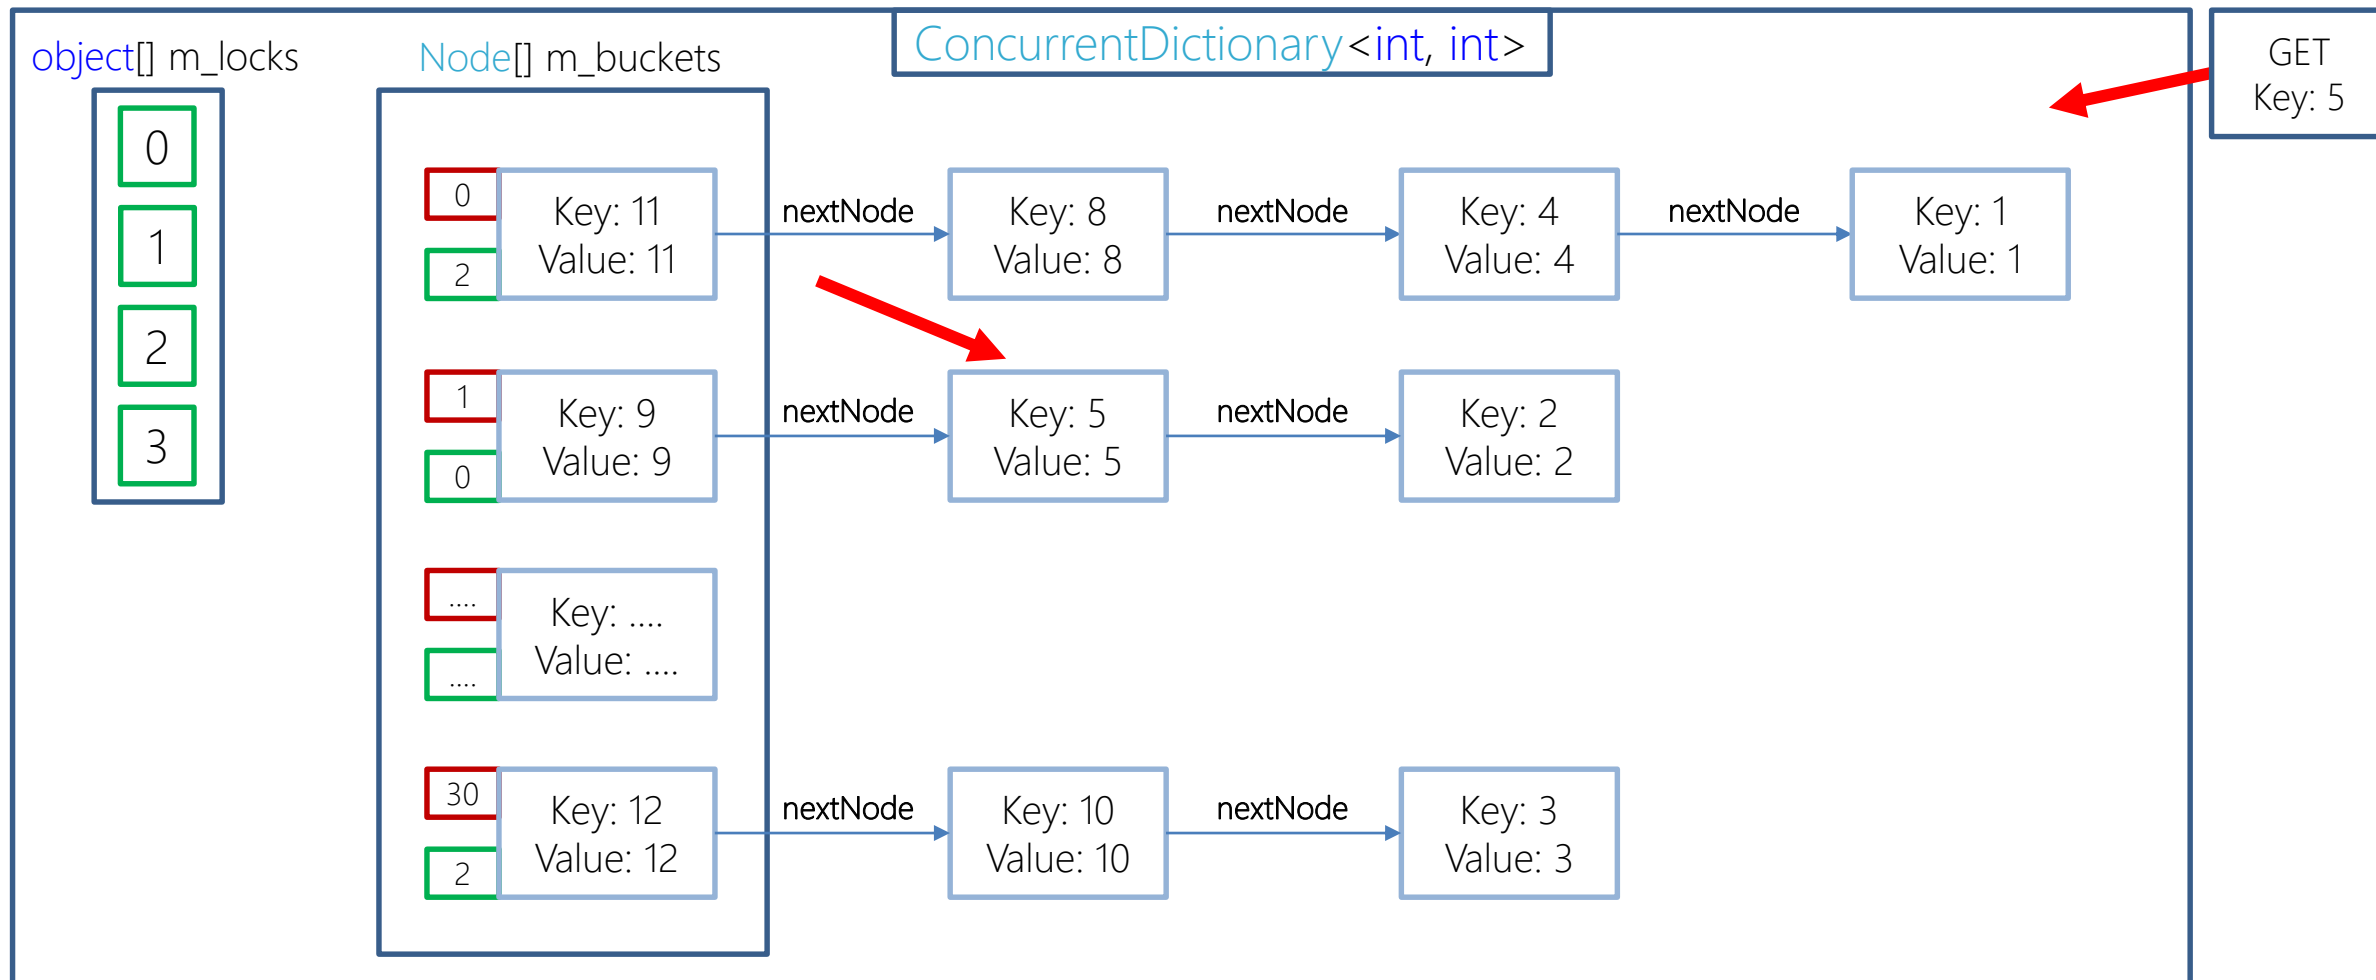 ConcurrentDictionary<int, int>
object[] m_locks
Node[] m_buckets
GET
Key: 5
0
1
2
3
0
2
Key: 11
Value: 11
nextNode
Key: 8
Value: 8
nextNode
Key: 4
Value: 4
nextNode
Key: 1
Value: 1
1
0
Key: 9
Value: 9
nextNode
Key: 5
Value: 5
nextNode
Key: 2
Value: 2
....
....
Key: ....
Value: ....
30
2
Key: 12
Value: 12
nextNode
Key: 10
Value: 10
nextNode
Key: 3
Value: 3